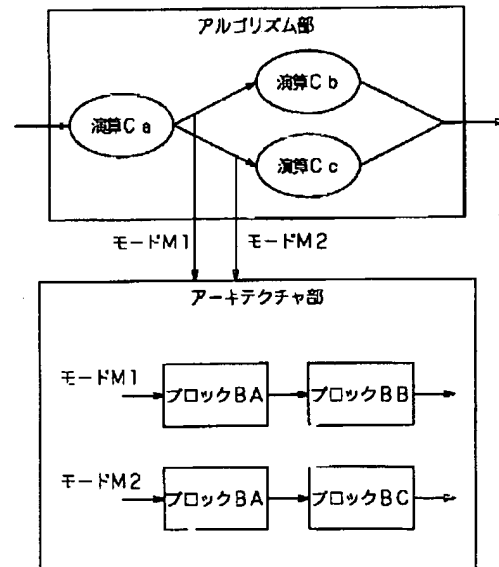 アルゴリズム部
演算Cb
演算Ca
演算Cc
モードM1
モードM2
アーキテクチャ部
モードM1
ブロックBA
ブロックBB
モードM2
ブロックBA
ブロックBC